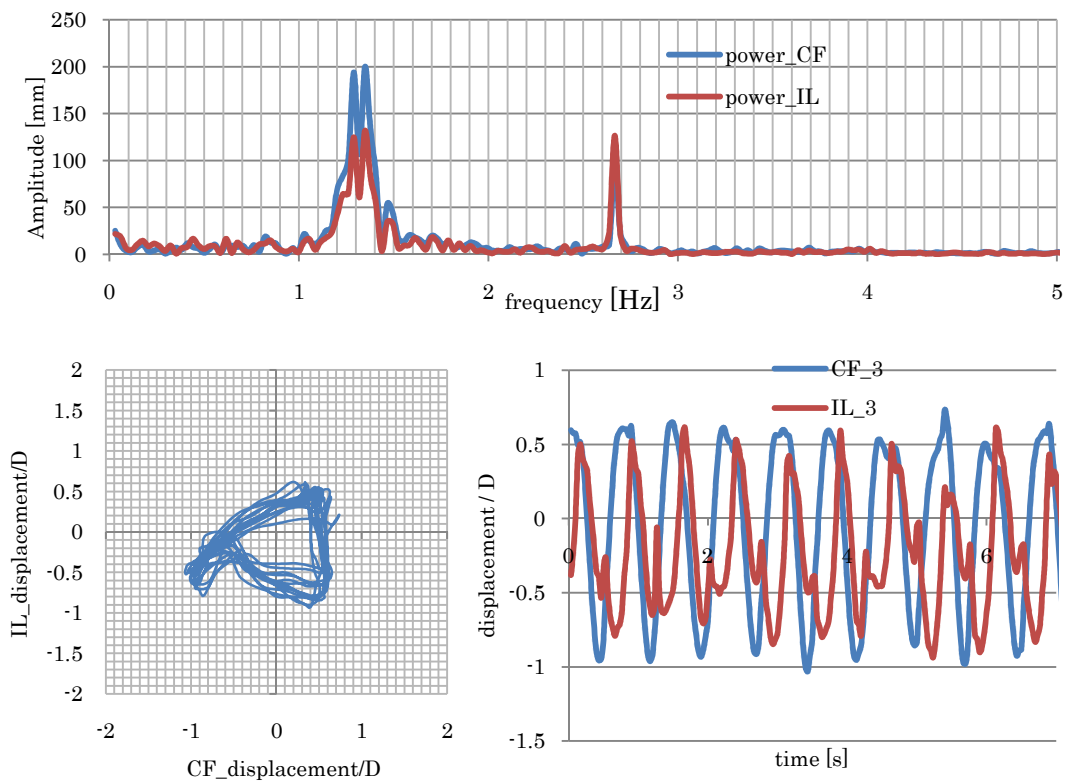 250
200
150
100
50
0
Amplitude [mm]
power_CF
power_IL
0 1 2 3 4 5
frequency [Hz]
2
1.5
1
0.5
0
-0.5
-1
-1.5
-2
IL_displacement/D
-2 -1 0 1 2
CF_displacement/D
1
0.5
0
-0.5
-1
-1.5
displacement / D
CF_3
IL_3
0 2 4 6
time [s]